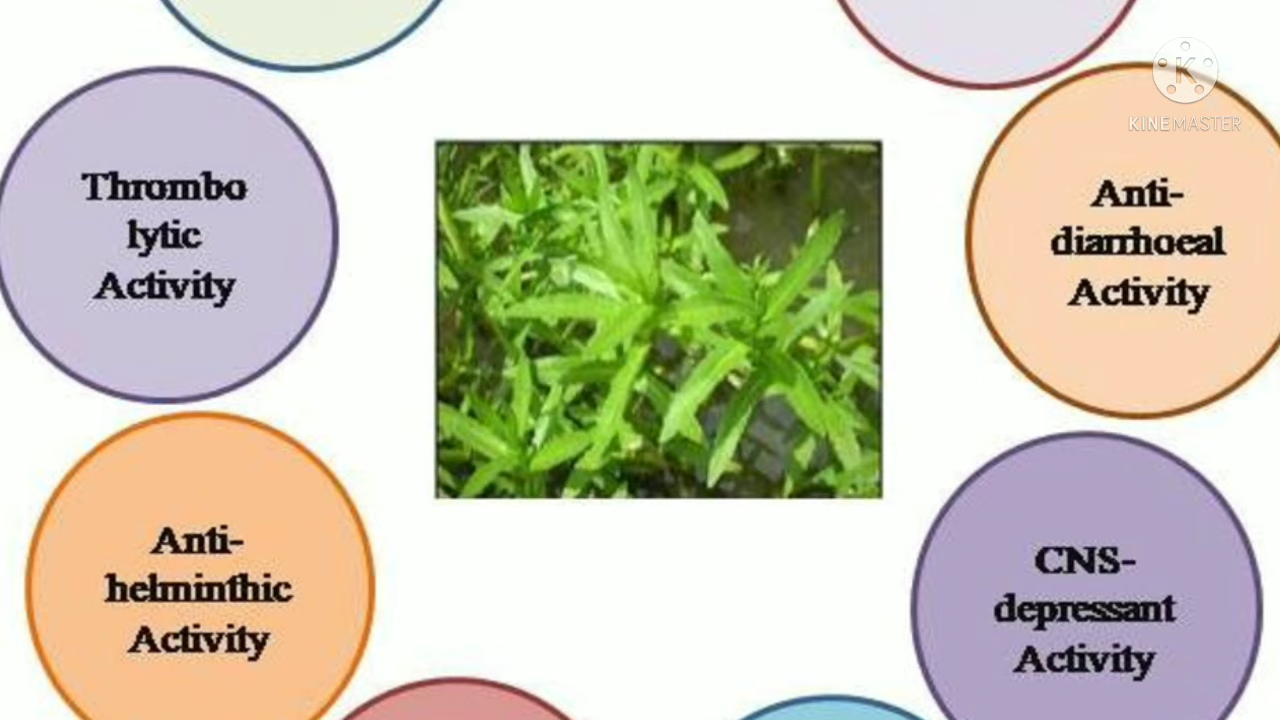 KINEMASTER
Thrombo
lytic
Activity
Anti-
diarrhoeal
Activity
Anti-
helminthic
Activity
CNS-
depressant
Activity